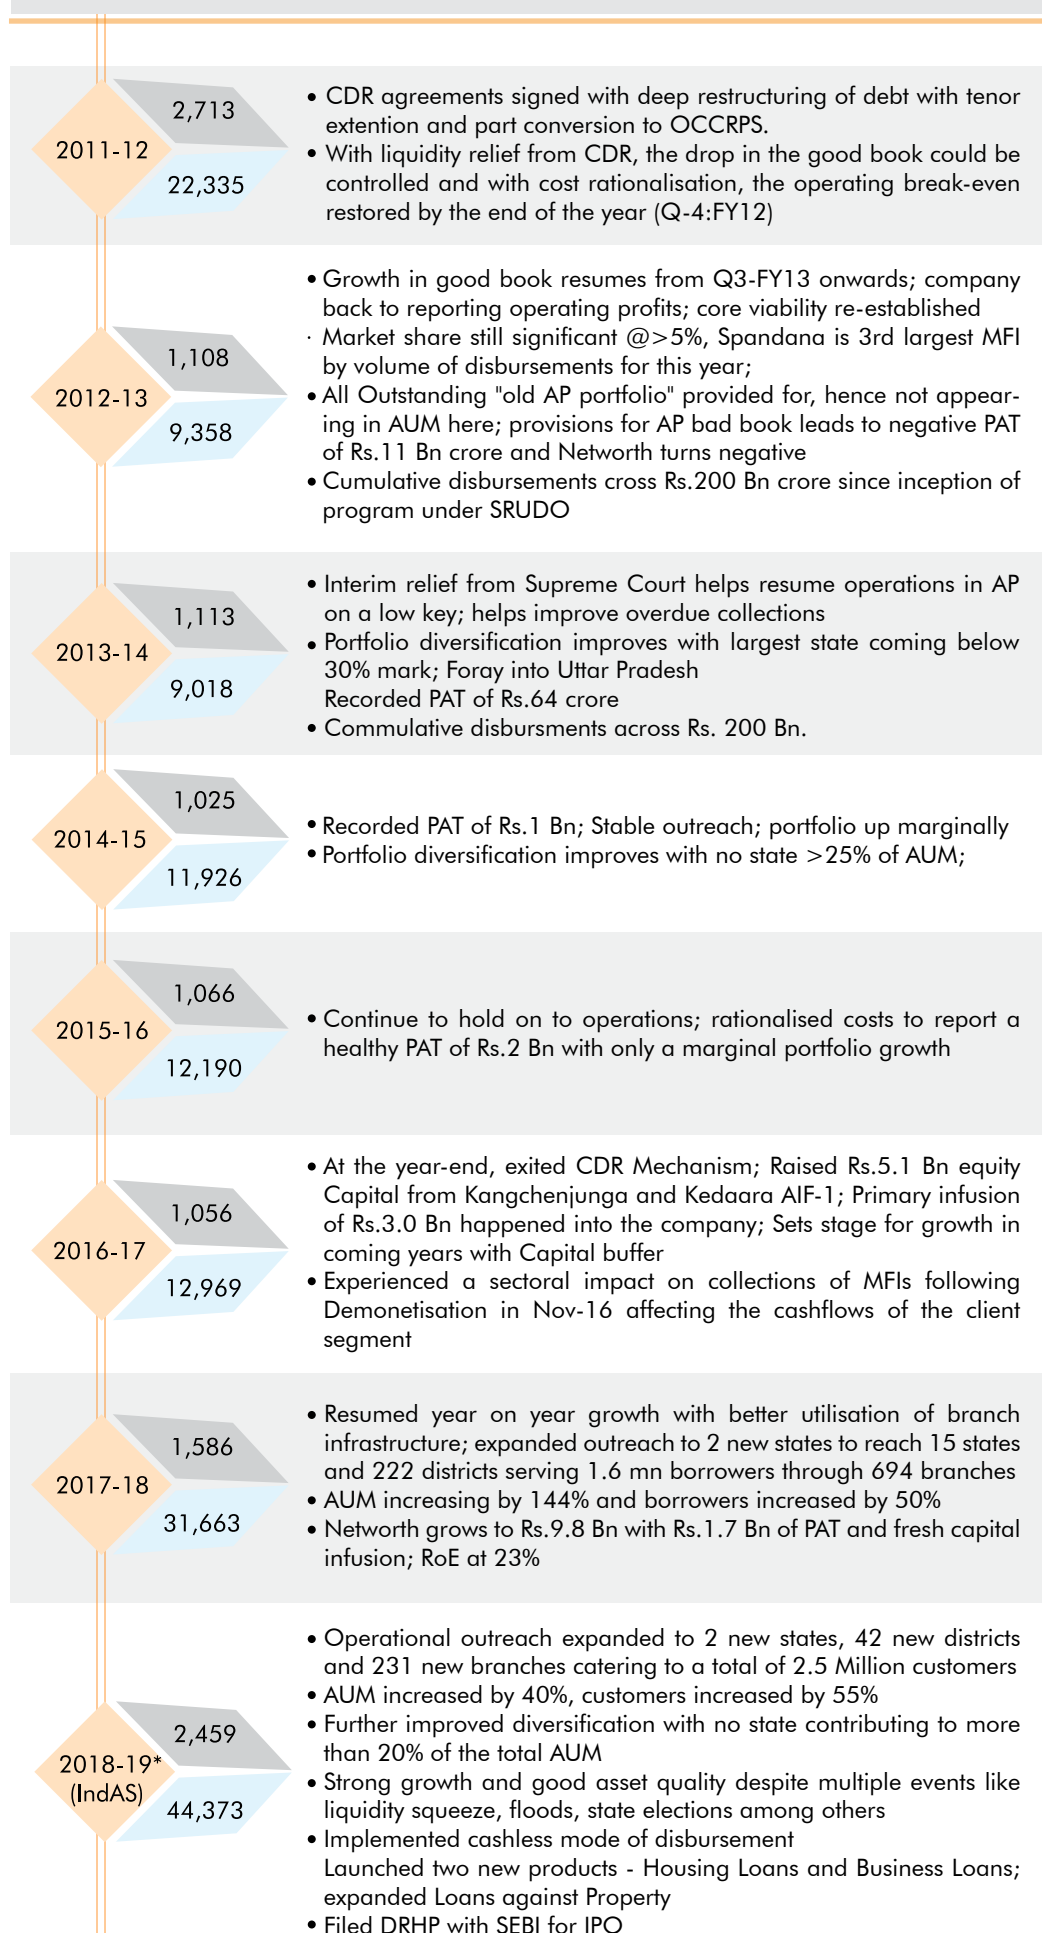 2011-12
2,713
22,335
• CDR agreements signed with deep restructuring of debt with tenor
extention and part conversion to OCCRPS.
• With liquidity relief from CDR, the drop in the good book could be
controlled and with cost rationalisation, the operating break-even
restored by the end of the year (Q-4:FY12)
2012-13
1,108
9,358
• Growth in good book resumes from Q3-FY13 onwards; company
back to reporting operating profits; core viability re-established
· Market share still significant @>5%, Spandana is 3rd largest MFI
by volume of disbursements for this year;
• All Outstanding "old AP portfolio" provided for, hence not appear-
ing in AUM here; provisions for AP bad book leads to negative PAT
of Rs.11 Bn crore and Networth turns negative
• Cumulative disbursements cross Rs.200 Bn crore since inception of
program under SRUDO
2013-14
1,113
9,018
• Interim relief from Supreme Court helps resume operations in AP
on a low key; helps improve overdue collections
• Portfolio diversification improves with largest state coming below
30% mark; Foray into Uttar Pradesh
Recorded PAT of Rs.64 crore
• Commulative disbursments across Rs. 200 Bn.
2014-15
1,025
11,926
• Recorded PAT of Rs.1 Bn; Stable outreach; portfolio up marginally
• Portfolio diversification improves with no state >25% of AUM;
2015-16
1,066
12,190
• Continue to hold on to operations; rationalised costs to report a
healthy PAT of Rs.2 Bn with only a marginal portfolio growth
2016-17
1,056
12,969
• At the year-end, exited CDR Mechanism; Raised Rs.5.1 Bn equity
Capital from Kangchenjunga and Kedaara AIF-1; Primary infusion
of Rs.3.0 Bn happened into the company; Sets stage for growth in
coming years with Capital buffer
• Experienced a sectoral impact on collections of MFIs following
Demonetisation in Nov-16 affecting the cashflows of the client
segment
2017-18
1,586
31,663
• Resumed year on year growth with better utilisation of branch
infrastructure; expanded outreach to 2 new states to reach 15 states
and 222 districts serving 1.6 mn borrowers through 694 branches
• AUM increasing by 144% and borrowers increased by 50%
• Networth grows to Rs.9.8 Bn with Rs.1.7 Bn of PAT and fresh capital
infusion; RoE at 23%
2018-19*
(IndAS)
2,459
44,373
• Operational outreach expanded to 2 new states, 42 new districts
and 231 new branches catering to a total of 2.5 Million customers
• AUM increased by 40%, customers increased by 55%
• Further improved diversification with no state contributing to more
than 20% of the total AUM
• Strong growth and good asset quality despite multiple events like
liquidity squeeze, floods, state elections among others
• Implemented cashless mode of disbursement
Launched two new products - Housing Loans and Business Loans;
expanded Loans against Property
• Filed DRHP with SEBI for IPO